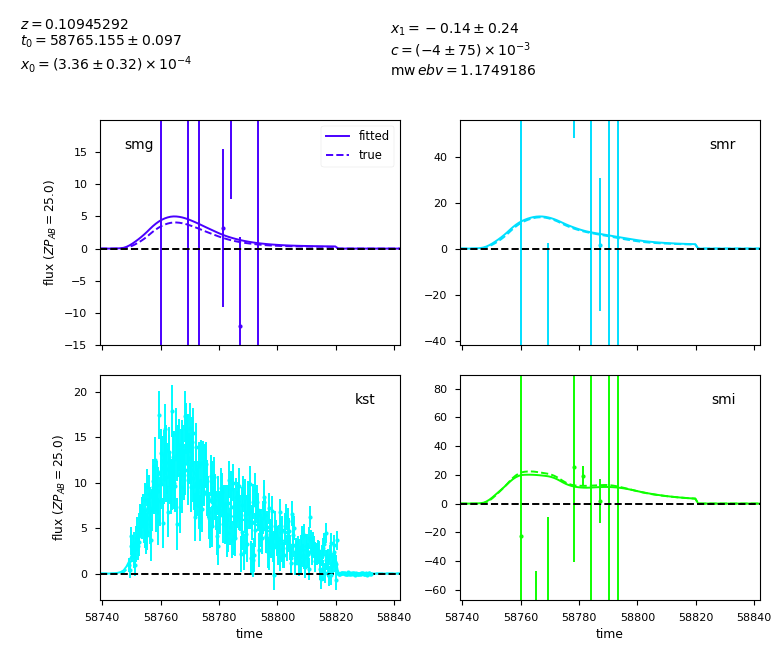 z = 0.10945292
t₀ = 58765.155 ± 0.097
x₀ = (3.36 ± 0.32) × 10⁻⁴
x₁ = −0.14 ± 0.24
c = (−4 ± 75) × 10⁻³
mw ebv = 1.1749186
smg
fitted
true
15
10
5
0
−5
−10
−15
flux (ZP_AB = 25.0)
smr
40
20
0
−20
−40
kst
20
15
10
5
0
flux (ZP_AB = 25.0)
58740 58760 58780 58800 58820 58840
time
smi
80
60
40
20
0
−20
−40
−60
58740 58760 58780 58800 58820 58840
time